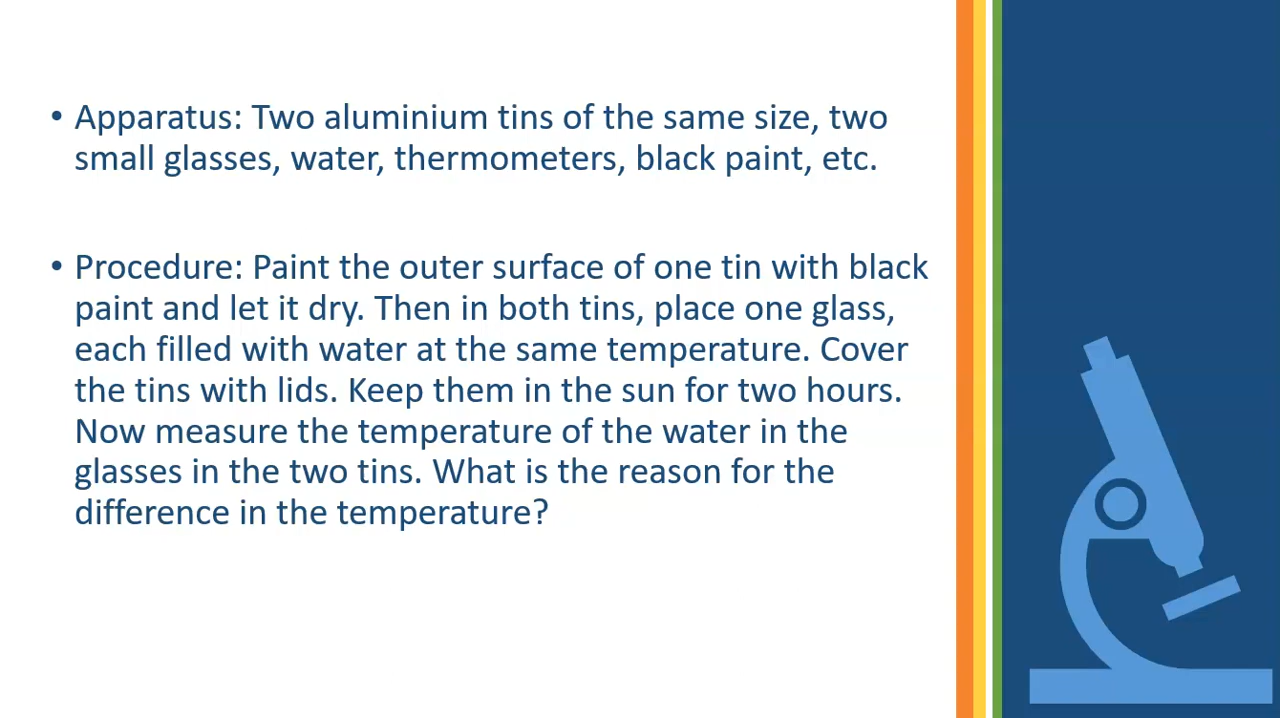 • Apparatus: Two aluminium tins of the same size, two
small glasses, water, thermometers, black paint, etc.
• Procedure: Paint the outer surface of one tin with black
paint and let it dry. Then in both tins, place one glass,
each filled with water at the same temperature. Cover
the tins with lids. Keep them in the sun for two hours.
Now measure the temperature of the water in the
glasses in the two tins. What is the reason for the
difference in the temperature?